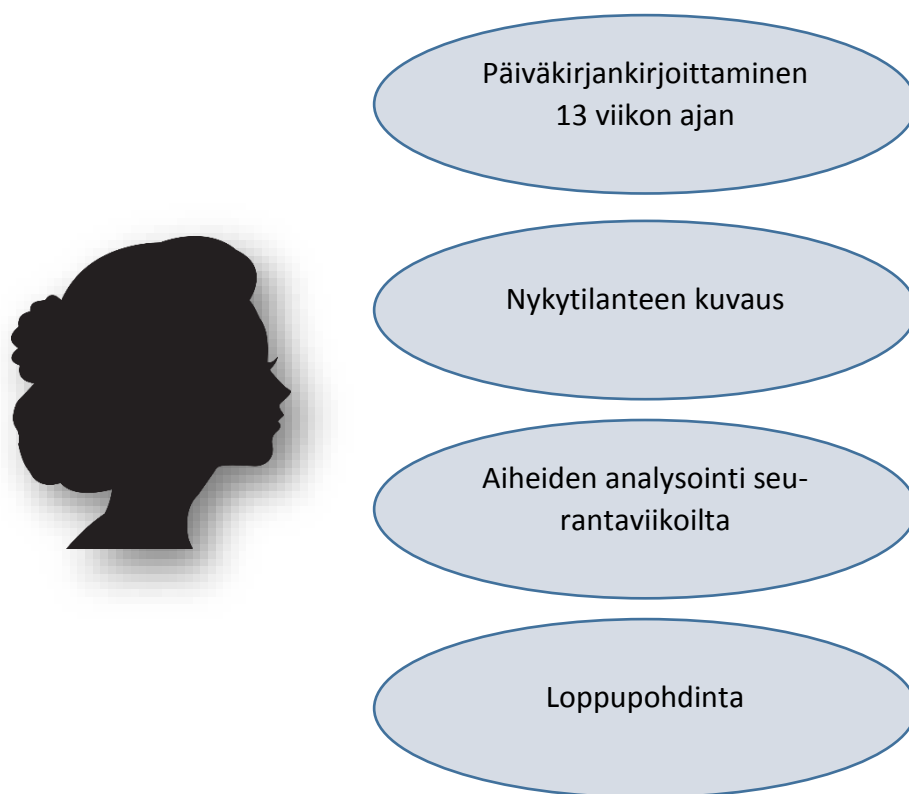 Päiväkirjankirjoittaminen
13 viikon ajan
Nykytilanteen kuvaus
Aiheiden analysointi seu-
rantaviikoilta
Loppupohdinta